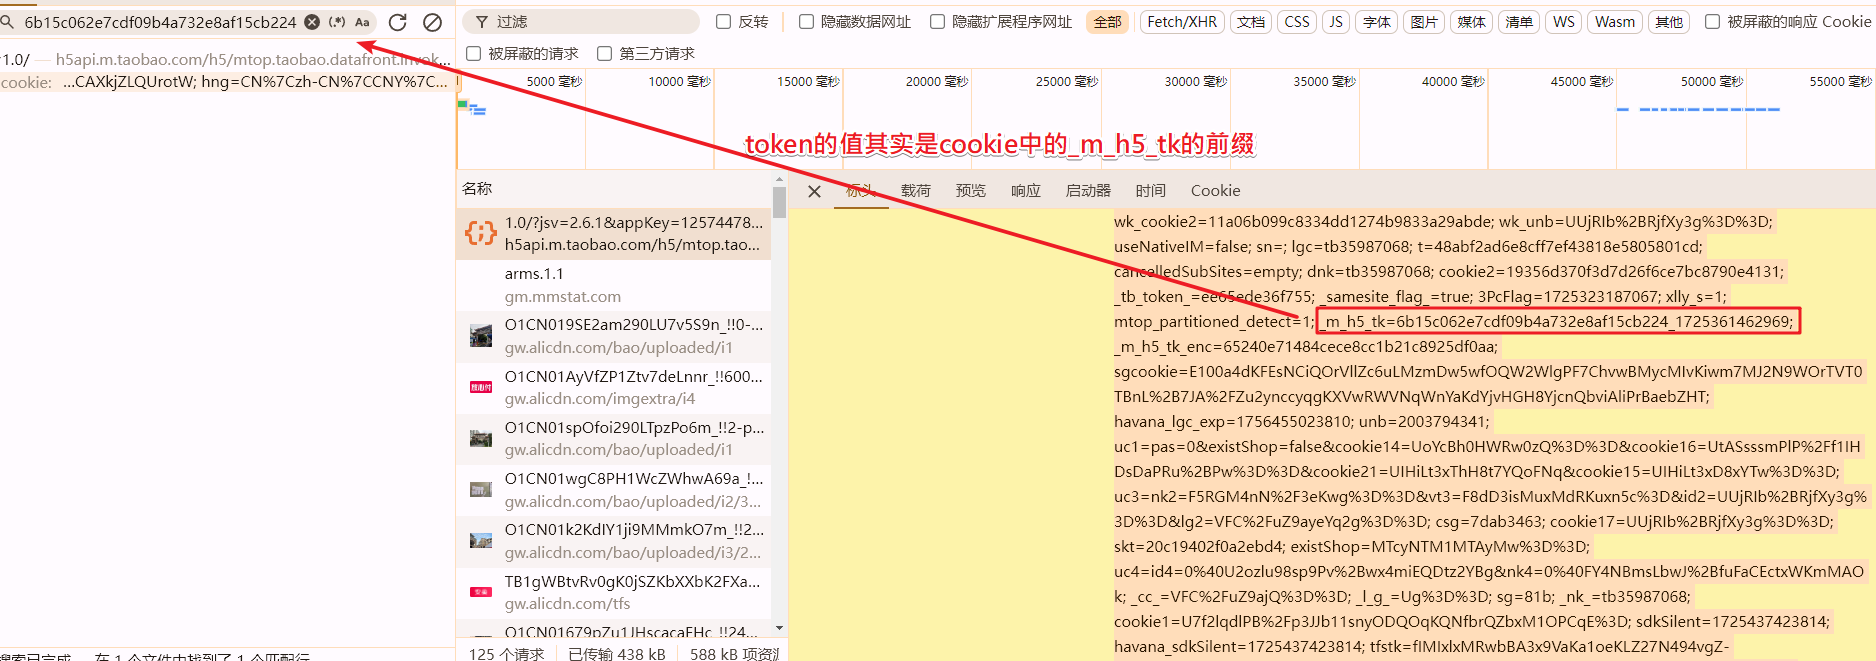 6b15c062e7cdf09b4a732e8af15cb224 (.*) Aa
过滤
反转 隐藏数据网址 隐藏扩展程序网址 全部 Fetch/XHR 文档 CSS JS 字体 图片 媒体 清单 WS Wasm 其他 被屏蔽的响应 Cookie
被屏蔽的请求 第三方请求
1.0/ — h5api.m.taobao.com/h5/mtop.taobao.datafront.invok...
cookie: ...CAXkjZLQUrotW; hng=CN%7Czh-CN%7CCNY%7C...
5000 毫秒 10000 毫秒 15000 毫秒 20000 毫秒 25000 毫秒 30000 毫秒 35000 毫秒 40000 毫秒 45000 毫秒 50000 毫秒 55000 毫秒
token的值其实是cookie中的_m_h5_tk的前缀
名称
1.0/?jsv=2.6.1&appKey=12574478...
h5api.m.taobao.com/h5/mtop.tao...
arms.1.1
gm.mmstat.com
O1CN019SE2am290LU7v5S9n_!!0-...
gw.alicdn.com/bao/uploaded/i1
O1CN01AyVfZP1Ztv7deLnnr_!!600...
gw.alicdn.com/imgextra/i4
O1CN01spOfoi290LTpzPo6m_!!2-p...
gw.alicdn.com/bao/uploaded/i1
O1CN01wgC8PH1WcZWhwA69a_!...
gw.alicdn.com/bao/uploaded/i2/3...
O1CN01k2KdIY1ji9MMmkO7m_!!2...
gw.alicdn.com/bao/uploaded/i3/2...
TB1gWBtvRv0gK0jSZKbXXbK2FXa...
gw.alicdn.com/tfs
O1CN01679pZu1JHscacaFHc_!!24...
125 个请求 已传输 438 kB 588 kB 项资源
标头 载荷 预览 响应 启动器 时间 Cookie
wk_cookie2=11a06b099c8334dd1274b9833a29abde; wk_unb=UUjRIb%2BRjfXy3g%3D%3D;
useNativeIM=false; sn=; lgc=tb35987068; t=48abf2ad6e8cff7ef43818e5805801cd;
cancelledSubSites=empty; dnk=tb35987068; cookie2=19356d370f3d7d26f6ce7bc8790e4131;
_tb_token_=ee65ede36f755; _samesite_flag_=true; 3PcFlag=1725323187067; xlly_s=1;
mtop_partitioned_detect=1; _m_h5_tk=6b15c062e7cdf09b4a732e8af15cb224_1725361462969;
_m_h5_tk_enc=65240e71484cece8cc1b21c8925df0aa;
sgcookie=E100a4dKFEsNCiQOrVllZc6uLMzmDw5wfOQW2WlgPF7ChvwBMycMIvKiwm7MJ2N9WOrTVT0
TBnL%2B7JA%2FZu2ynccyqgKXVwRWVNqWnYaKdYjvHGH8YjcnQbviAliPrBaebZHT;
havana_lgc_exp=1756455023810; unb=2003794341;
uc1=pas=0&existShop=false&cookie14=UoYcBh0HWRw0zQ%3D%3D&cookie16=UtASsssmPlP%2Ff1IH
DsDaPRu%2BPw%3D%3D&cookie21=UIHiLt3xThH8t7YQoFNq&cookie15=UIHiLt3xD8xYTw%3D%3D;
uc3=nk2=F5RGM4nN%2F3eKwg%3D%3D&vt3=F8dD3isMuxMdRKuxn5c%3D&id2=UUjRIb%2BRjfXy3g%
3D%3D&lg2=VFC%2FuZ9ayeYq2g%3D%3D; csg=7dab3463; cookie17=UUjRIb%2BRjfXy3g%3D%3D;
skt=20c19402f0a2ebd4; existShop=MTcyNTM1MTAyMw%3D%3D;
uc4=id4=0%40U2ozlu98sp9Pv%2Bwx4miEQDtz2YBg&nk4=0%40FY4NBmsLbwJ%2BfuFaCEctxWKmMAO
k; _cc_=VFC%2FuZ9ajQ%3D%3D; _l_g_=Ug%3D%3D; sg=81b; _nk_=tb35987068;
cookie1=U7f2lqdlPB%2Fp3JJb11snyODQOqKQNfbrQZbxM1OPCqE%3D; sdkSilent=1725437423814;
havana_sdkSilent=1725437423814; tfstk=fIMIxlxMRwbBA3x9VaKa1oeKLZ27N494vgZ-
搜索已完成。 在 1 个文件中找到了 1 个匹配行